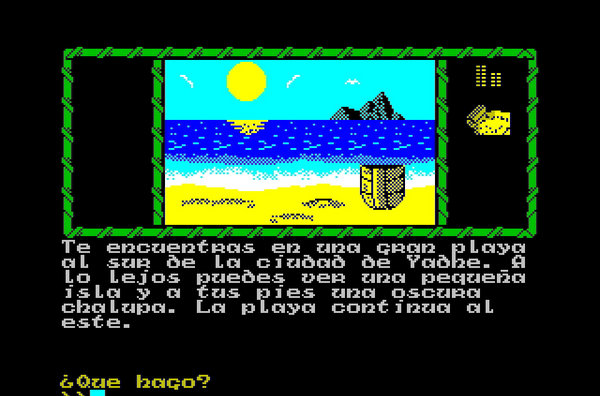 Te encuentras en una gran playa
al sur de la ciudad de Yadhe. A
lo lejos puedes ver una pequeña
isla y a tus pies una oscura
chalupa. La playa continua al
este.
¿Que hago?
>>